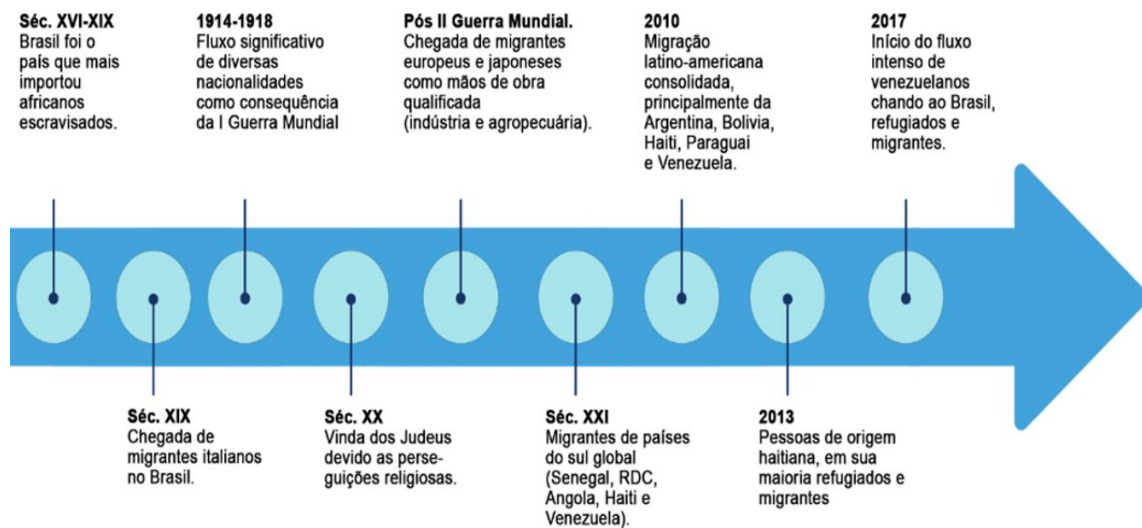 Séc. XVI-XIX
Brasil foi o
país que mais
importou
africanos
escravisados.
1914-1918
Fluxo significativo
de diversas
nacionalidades
como consequência
da I Guerra Mundial
Pós II Guerra Mundial.
Chegada de migrantes
europeus e japoneses
como mãos de obra
qualificada
(indústria e agropecuária).
2010
Migração
latino-americana
consolidada,
principalmente da
Argentina, Bolivia,
Haiti, Paraguai
e Venezuela.
2017
Início do fluxo
intenso de
venezuelanos
chando ao Brasil,
refugiados e
migrantes.
Séc. XIX
Chegada de
migrantes italianos
no Brasil.
Séc. XX
Vinda dos Judeus
devido as perse-
guições religiosas.
Séc. XXI
Migrantes de países
do sul global
(Senegal, RDC,
Angola, Haiti e
Venezuela).
2013
Pessoas de origem
haitiana, em sua
maioria refugiados e
migrantes